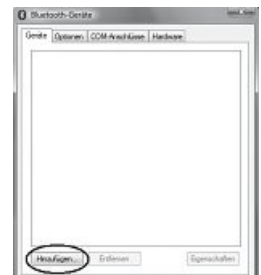 Bluetooth-Geräte
Geräte Optionen COM-Anschlüsse Hardware
Hinzufügen... Entfernen Eigenschaften